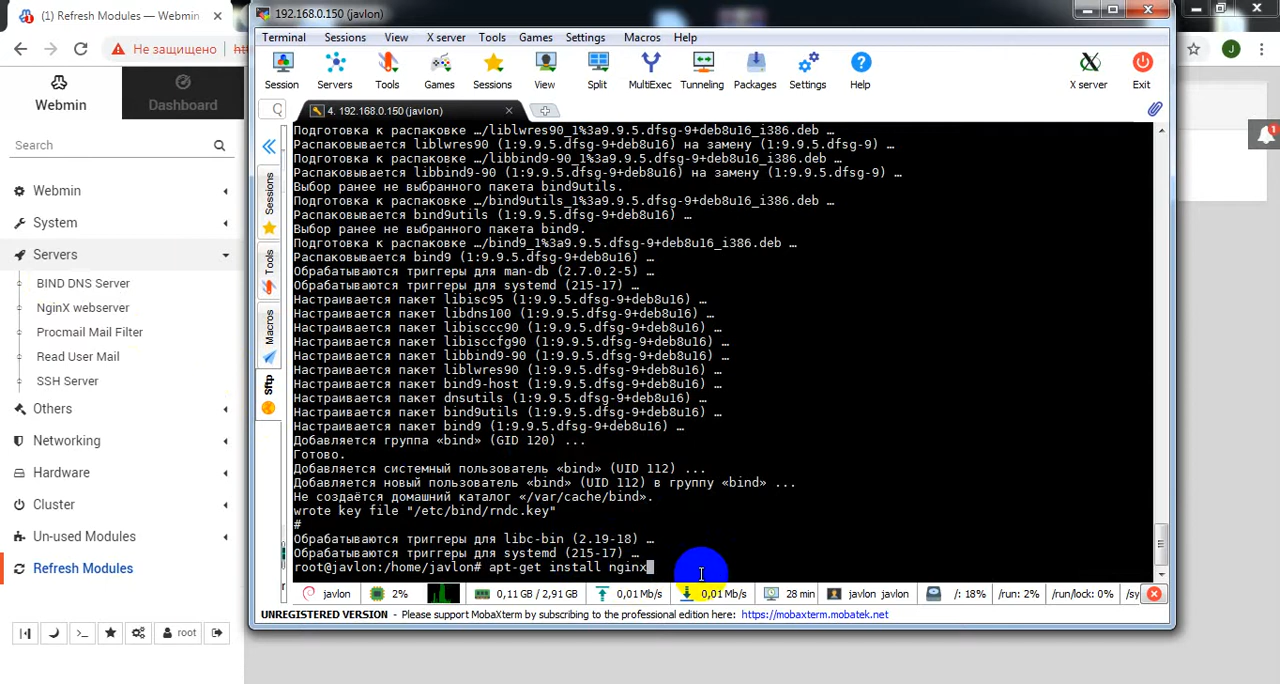 (1) Refresh Modules — Webmin
192.168.0.150 (javlon)
Не защищено
J
Webmin
Dashboard
Search
Webmin
System
Servers
BIND DNS Server
NginX webserver
Procmail Mail Filter
Read User Mail
SSH Server
Others
Networking
Hardware
Cluster
Un-used Modules
Refresh Modules
root
Terminal Sessions View X server Tools Games Settings Macros Help
Session Servers Tools Games Sessions View Split MultiExec Tunneling Packages Settings Help X server Exit
4. 192.168.0.150 (javlon)
Sessions
Tools
Macros
Sftp
Подготовка к распаковке …/liblwres90_1%3a9.9.5.dfsg-9+deb8u16_i386.deb …
Распаковывается liblwres90 (1:9.9.5.dfsg-9+deb8u16) на замену (1:9.9.5.dfsg-9) …
Подготовка к распаковке …/libbind9-90_1%3a9.9.5.dfsg-9+deb8u16_i386.deb …
Распаковывается libbind9-90 (1:9.9.5.dfsg-9+deb8u16) на замену (1:9.9.5.dfsg-9) …
Выбор ранее не выбранного пакета bind9utils.
Подготовка к распаковке …/bind9utils_1%3a9.9.5.dfsg-9+deb8u16_i386.deb …
Распаковывается bind9utils (1:9.9.5.dfsg-9+deb8u16) …
Выбор ранее не выбранного пакета bind9.
Подготовка к распаковке …/bind9_1%3a9.9.5.dfsg-9+deb8u16_i386.deb …
Распаковывается bind9 (1:9.9.5.dfsg-9+deb8u16) …
Обрабатываются триггеры для man-db (2.7.0.2-5) …
Обрабатываются триггеры для systemd (215-17) …
Настраивается пакет libisc95 (1:9.9.5.dfsg-9+deb8u16) …
Настраивается пакет libdns100 (1:9.9.5.dfsg-9+deb8u16) …
Настраивается пакет libisccc90 (1:9.9.5.dfsg-9+deb8u16) …
Настраивается пакет libisccfg90 (1:9.9.5.dfsg-9+deb8u16) …
Настраивается пакет libbind9-90 (1:9.9.5.dfsg-9+deb8u16) …
Настраивается пакет liblwres90 (1:9.9.5.dfsg-9+deb8u16) …
Настраивается пакет bind9-host (1:9.9.5.dfsg-9+deb8u16) …
Настраивается пакет dnsutils (1:9.9.5.dfsg-9+deb8u16) …
Настраивается пакет bind9utils (1:9.9.5.dfsg-9+deb8u16) …
Настраивается пакет bind9 (1:9.9.5.dfsg-9+deb8u16) …
Добавляется группа «bind» (GID 120) ...
Готово.
Добавляется системный пользователь «bind» (UID 112) ...
Добавляется новый пользователь «bind» (UID 112) в группу «bind» ...
Не создаётся домашний каталог «/var/cache/bind».
wrote key file "/etc/bind/rndc.key"
#
Обрабатываются триггеры для libc-bin (2.19-18) …
Обрабатываются триггеры для systemd (215-17) …
root@javlon:/home/javlon# apt-get install nginx
javlon 2% 0,11 GB / 2,91 GB 0,01 Mb/s 0,01 Mb/s 28 min javlon javlon /: 18% /run: 2% /run/lock: 0% /sy
UNREGISTERED VERSION - Please support MobaXterm by subscribing to the professional edition here: https://mobaxterm.mobatek.net
1